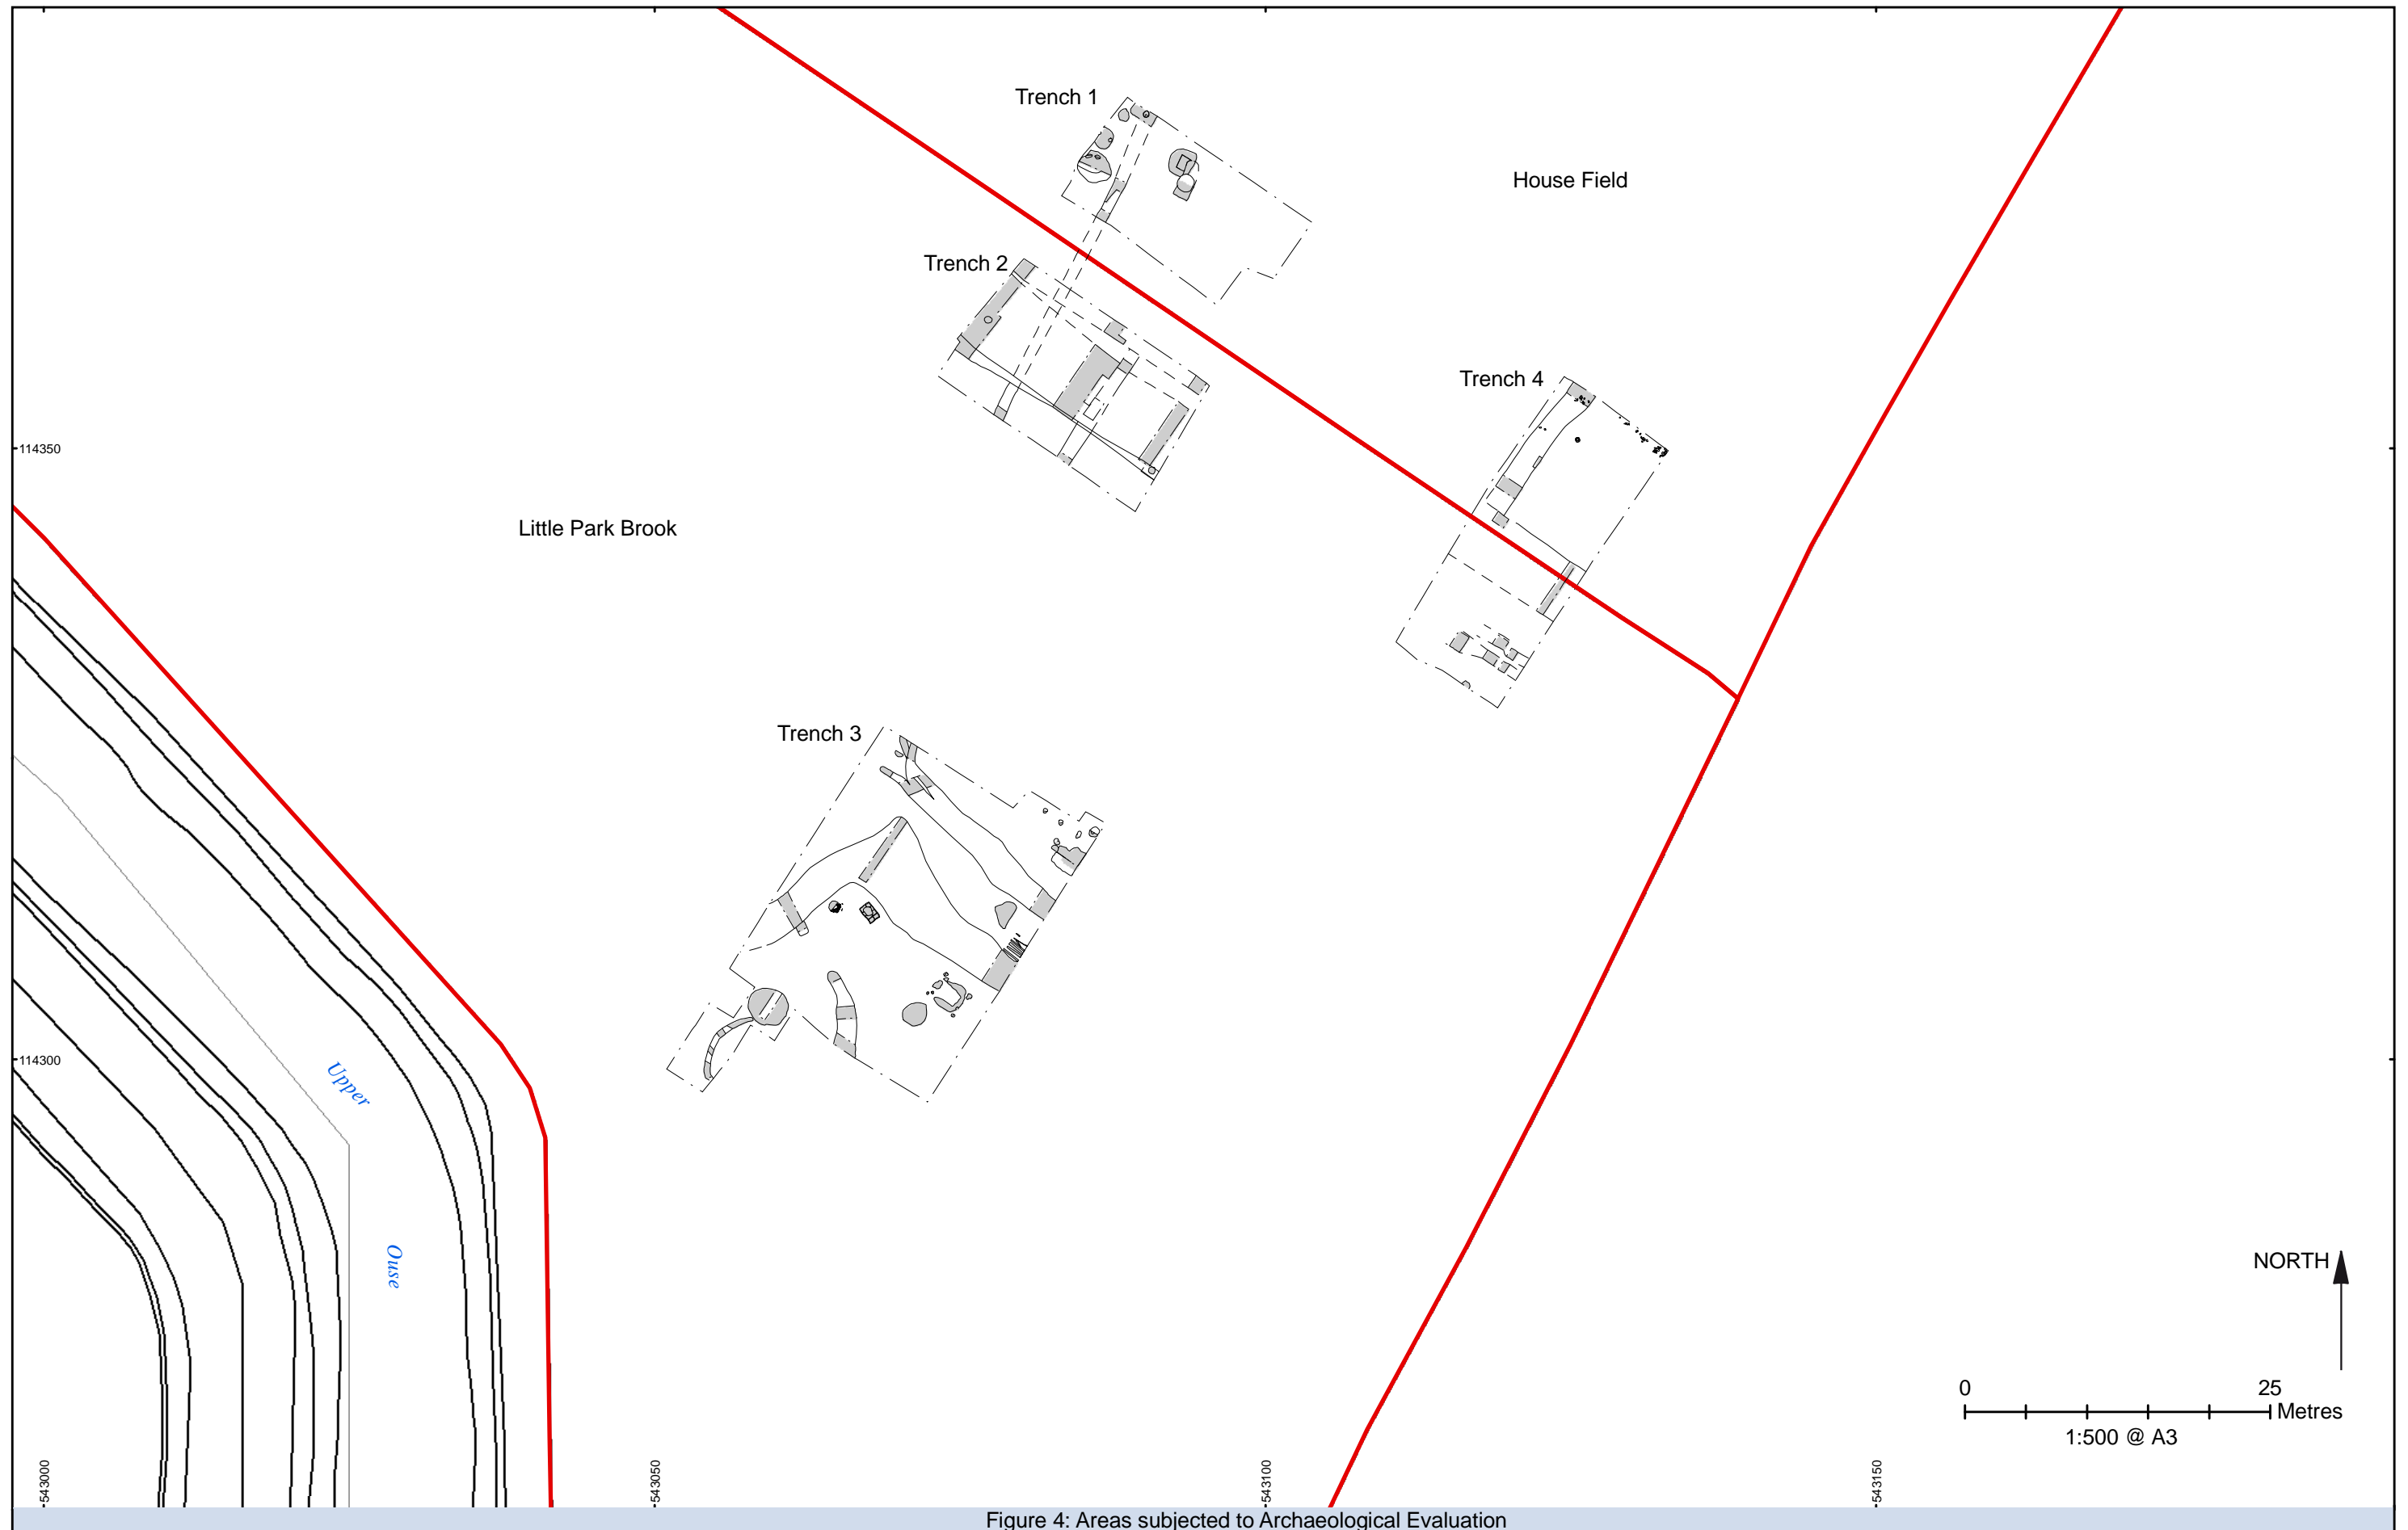 Trench 1
House Field
Trench 2
Trench 4
114350
Little Park Brook
Trench 3
114300
Upper
Ouse
NORTH
0 25
Metres
1:500 @ A3
543000
543050
543100
543150
Figure 4: Areas subjected to Archaeological Evaluation